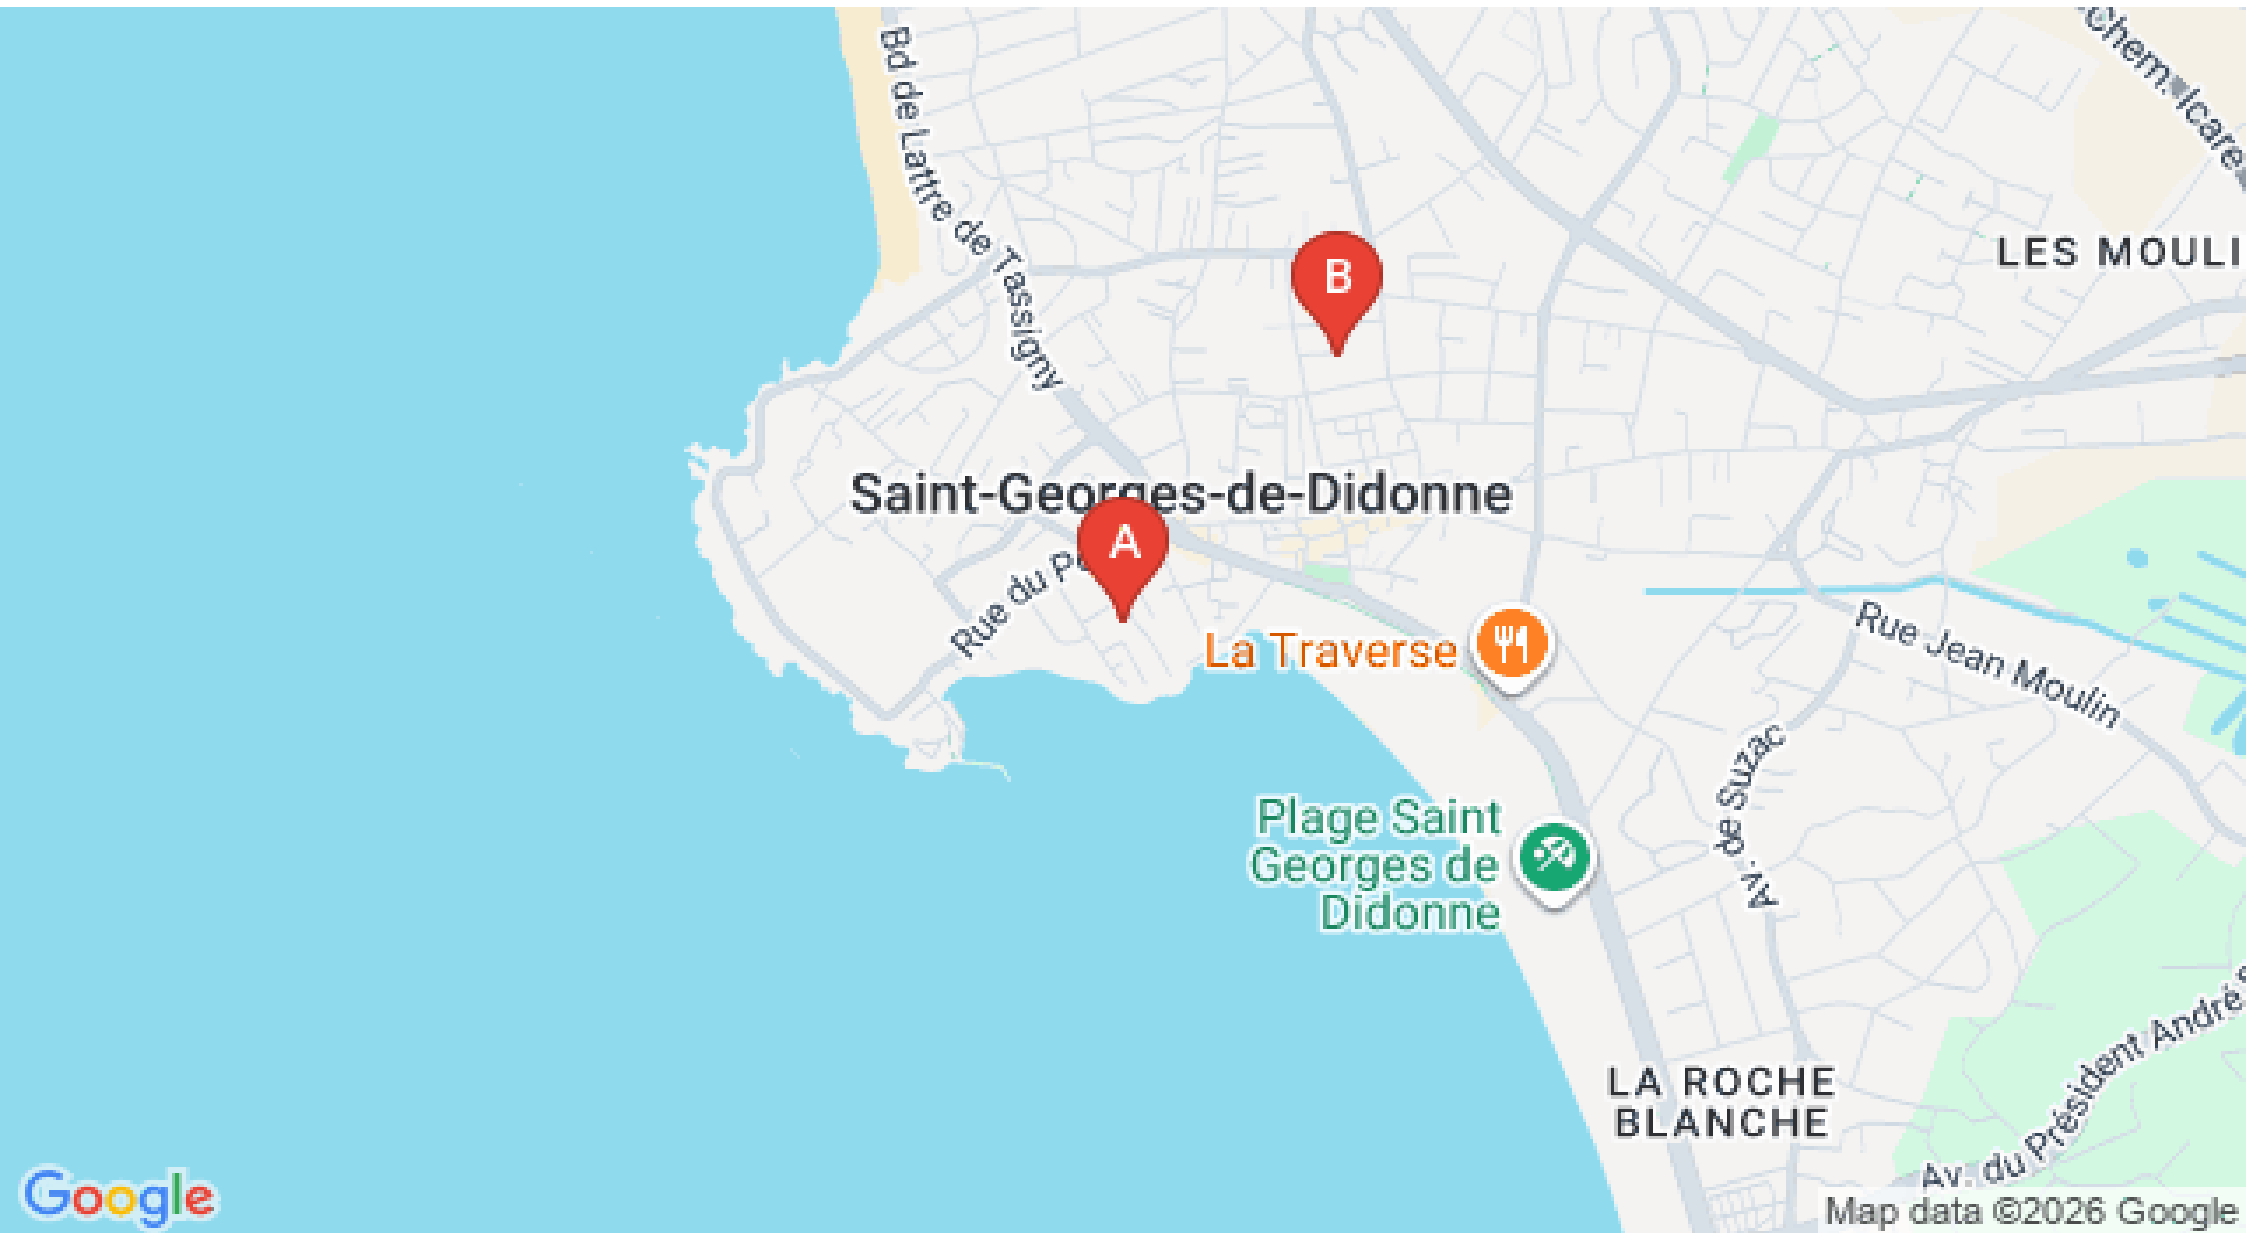 Bd de Lattre de Tassigny
Chem. Icare
LES MOULI
B
Saint-Georges-de-Didonne
A
Rue du
La Traverse
Rue Jean Moulin
Av. de Suzac
Plage Saint
Georges de
Didonne
LA ROCHE
BLANCHE
Av. du Président André
Google
Map data ©2026 Google